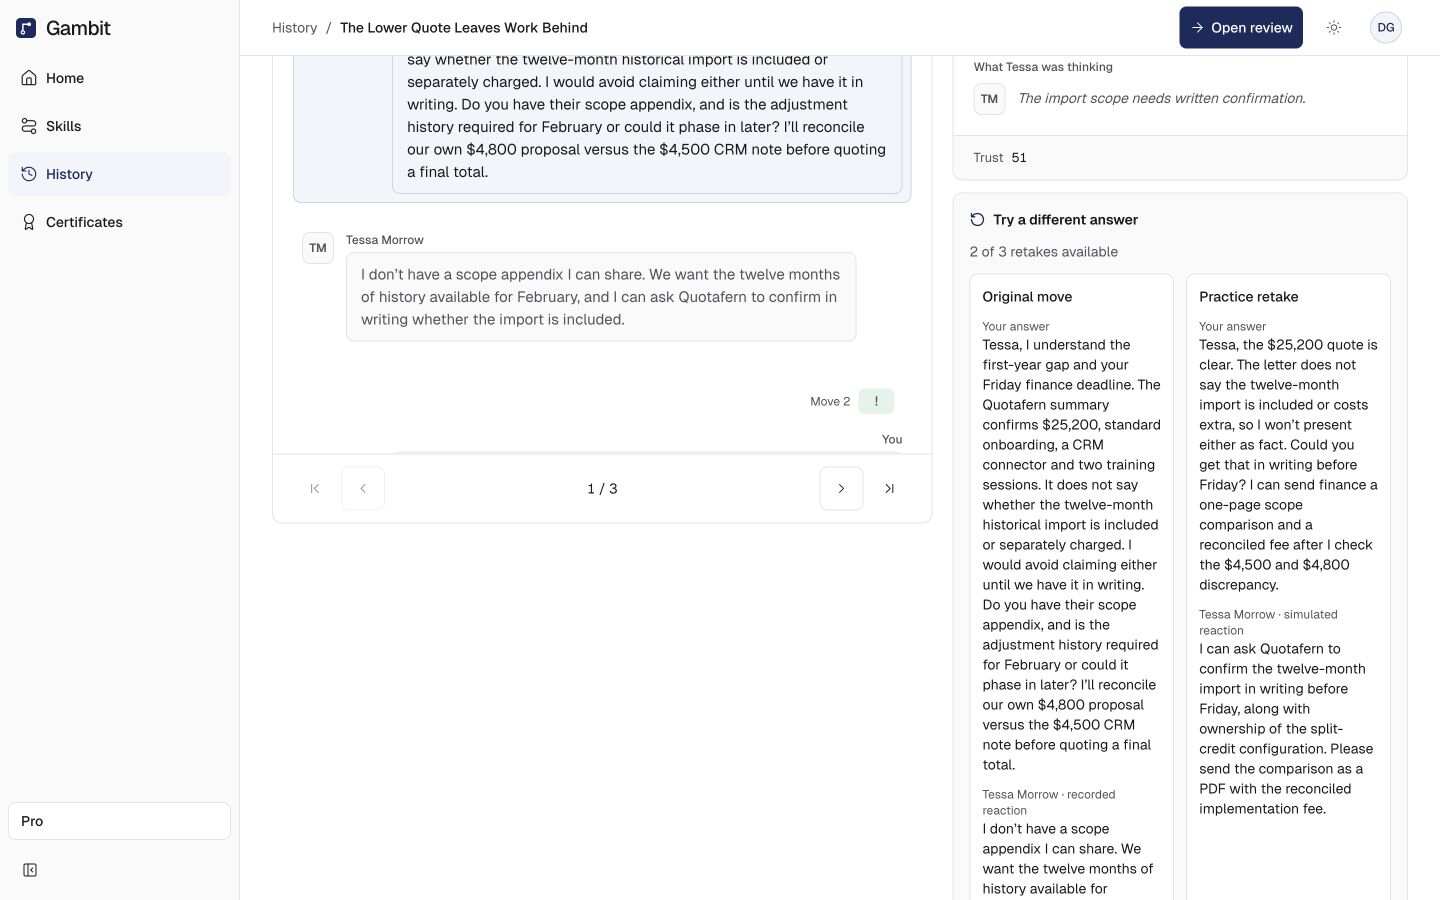 Gambit
Home
Skills
History
Certificates
Pro
History / The Lower Quote Leaves Work Behind
Open review
DG
say whether the twelve-month historical import is included or
separately charged. I would avoid claiming either until we have it in
writing. Do you have their scope appendix, and is the adjustment
history required for February or could it phase in later? I’ll reconcile
our own $4,800 proposal versus the $4,500 CRM note before quoting
a final total.
TM
Tessa Morrow
I don’t have a scope appendix I can share. We want the twelve months
of history available for February, and I can ask Quotafern to confirm in
writing whether the import is included.
Move 2 !
You
1 / 3
What Tessa was thinking
TM
The import scope needs written confirmation.
Trust 51
Try a different answer
2 of 3 retakes available
Original move
Your answer
Tessa, I understand the
first-year gap and your
Friday finance deadline. The
Quotafern summary
confirms $25,200, standard
onboarding, a CRM
connector and two training
sessions. It does not say
whether the twelve-month
historical import is included
or separately charged. I
would avoid claiming either
until we have it in writing.
Do you have their scope
appendix, and is the
adjustment history required
for February or could it
phase in later? I’ll reconcile
our own $4,800 proposal
versus the $4,500 CRM
note before quoting a final
total.
Tessa Morrow · recorded
reaction
I don’t have a scope
appendix I can share. We
want the twelve months of
history available for
Practice retake
Your answer
Tessa, the $25,200 quote is
clear. The letter does not
say the twelve-month
import is included or costs
extra, so I won’t present
either as fact. Could you
get that in writing before
Friday? I can send finance a
one-page scope
comparison and a
reconciled fee after I check
the $4,500 and $4,800
discrepancy.
Tessa Morrow · simulated
reaction
I can ask Quotafern to
confirm the twelve-month
import in writing before
Friday, along with
ownership of the split-
credit configuration. Please
send the comparison as a
PDF with the reconciled
implementation fee.